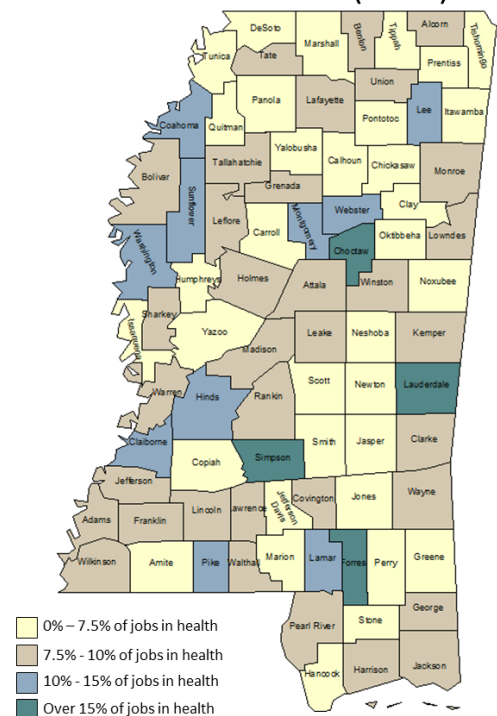 DeSoto
Marshall
Benton
Tippah
Alcorn
Tishomingo
Tunica
Tate
Prentiss
Union
Panola
Lafayette
Lee
Itawamba
Pontotoc
Coahoma
Quitman
Yalobusha
Calhoun
Chickasaw
Tallahatchie
Monroe
Bolivar
Sunflower
Grenada
Leflore
Montgomery
Webster
Clay
Carroll
Oktibbeha
Lowndes
Washington
Choctaw
Humphreys
Holmes
Attala
Winston
Noxubee
Sharkey
Issaquena
Yazoo
Leake
Neshoba
Kemper
Madison
Scott
Newton
Lauderdale
Warren
Hinds
Rankin
Claiborne
Simpson
Smith
Jasper
Clarke
Copiah
Jefferson
Lincoln
Lawrence
Jefferson
Davis
Covington
Jones
Wayne
Adams
Franklin
Wilkinson
Amite
Pike
Walthall
Marion
Lamar
Forres
Perry
Greene
Pearl River
Stone
George
Hancock
Harrison
Jackson
0% – 7.5% of jobs in health
7.5% - 10% of jobs in health
10% - 15% of jobs in health
Over 15% of jobs in health